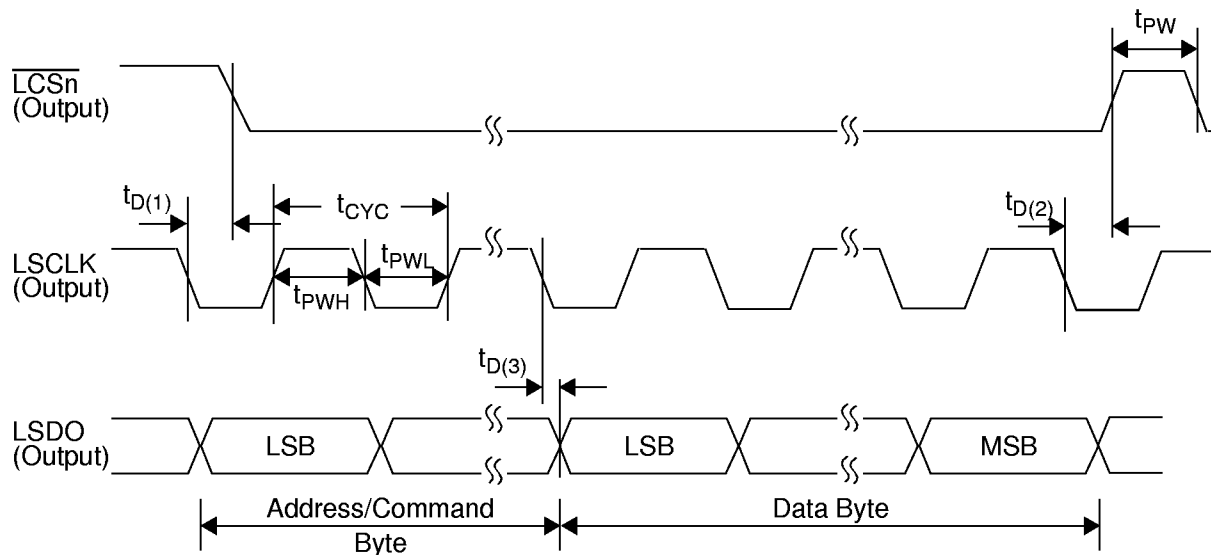 tPW
LCSn
(Output)
tD(1)
tCYC
tD(2)
LSCLK
(Output)
tPWL
tPWH
tD(3)
LSDO
(Output)
LSB
LSB
MSB
Address/Command
Byte
Data Byte